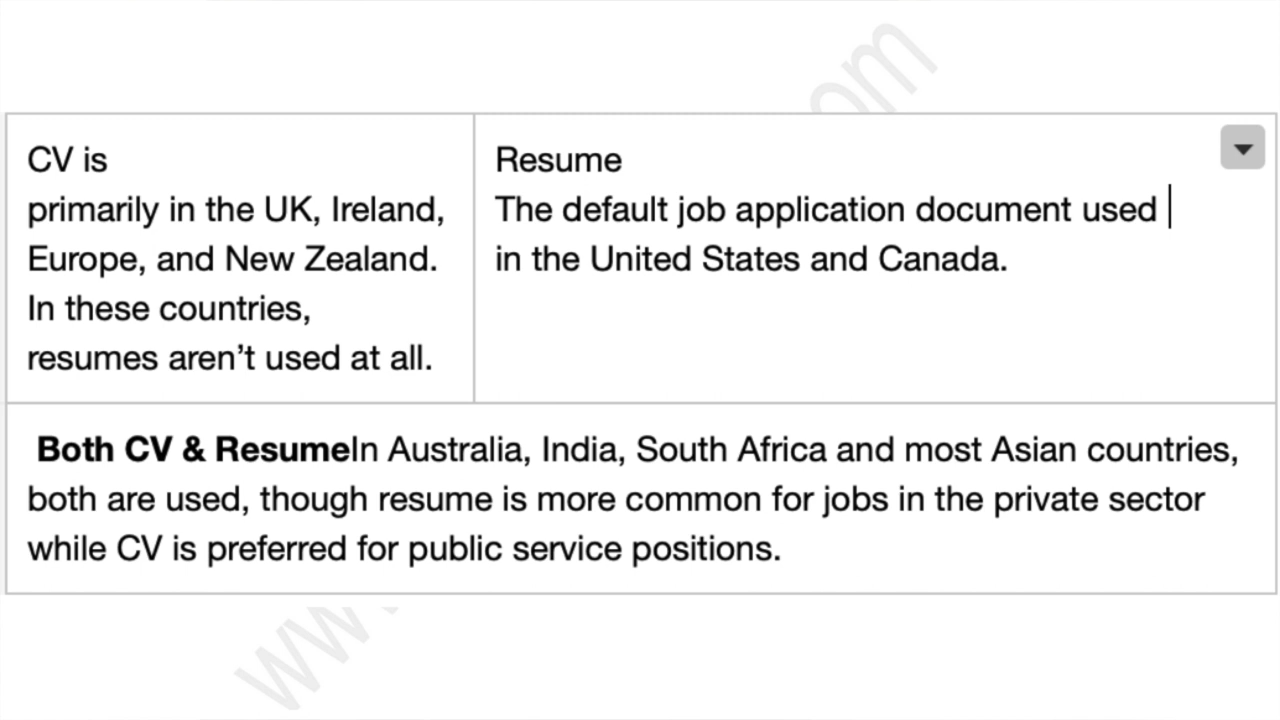 om
CV is
primarily in the UK, Ireland,
Europe, and New Zealand.
In these countries,
resumes aren’t used at all.
Resume
The default job application document used
in the United States and Canada.
Both CV & ResumeIn Australia, India, South Africa and most Asian countries,
both are used, though resume is more common for jobs in the private sector
while CV is preferred for public service positions.